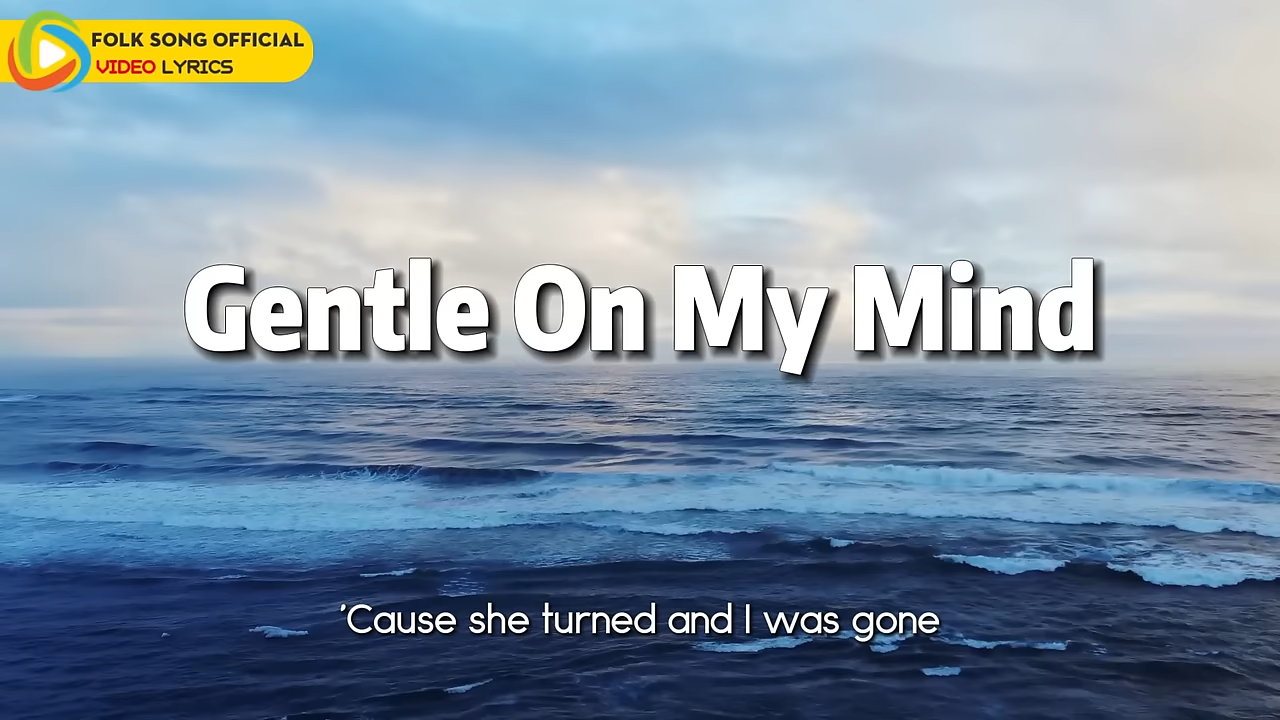 FOLK SONG OFFICIAL
VIDEO LYRICS
Gentle On My Mind
'Cause she turned and I was gone